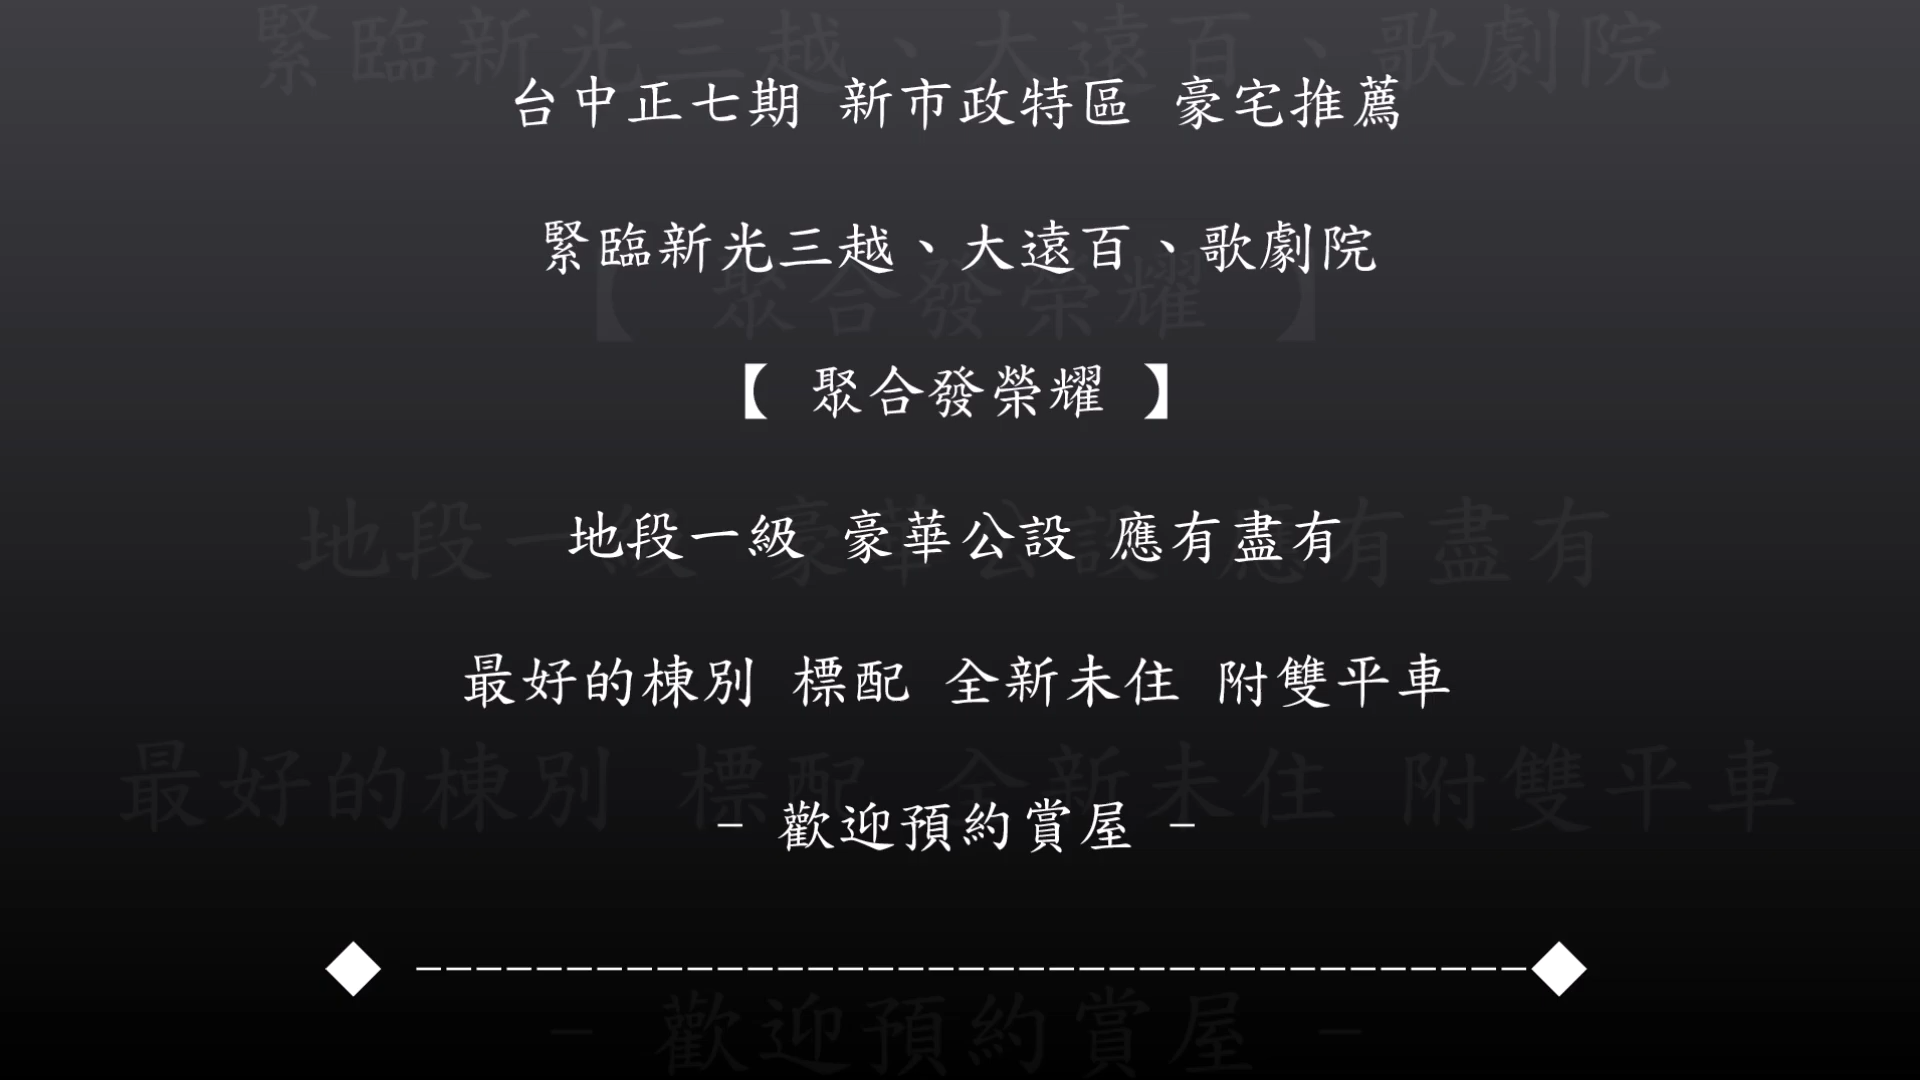 台中正七期 新市政特區 豪宅推薦
緊臨新光三越、大遠百、歌劇院
【 聚合發榮耀 】
地段一級 豪華公設 應有盡有
最好的棟別 標配 全新未住 附雙平車
- 歡迎預約賞屋 -